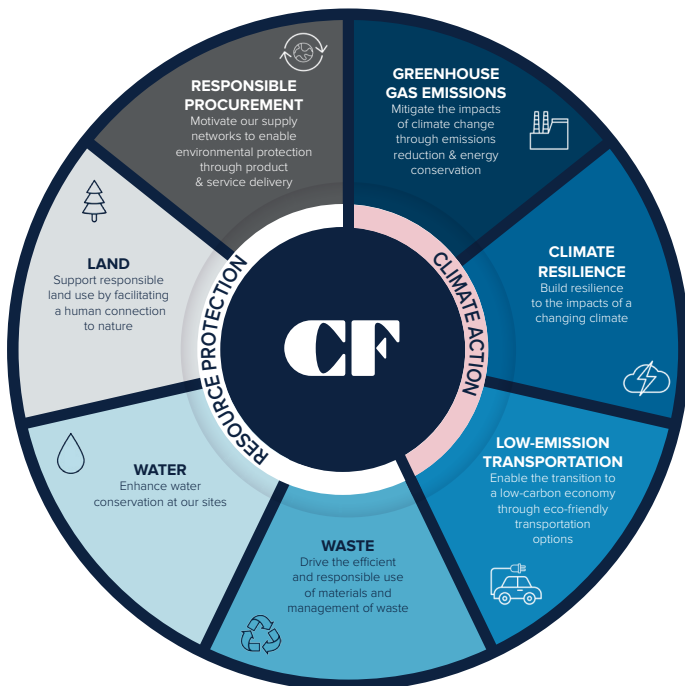 RESPONSIBLE
PROCUREMENT
Motivate our supply
networks to enable
environmental protection
through product
& service delivery
GREENHOUSE
GAS EMISSIONS
Mitigate the impacts
of climate change
through emissions
reduction & energy
conservation
CLIMATE
RESILIENCE
Build resilience
to the impacts of a
changing climate
LOW-EMISSION
TRANSPORTATION
Enable the transition to
a low-carbon economy
through eco-friendly
transportation
options
WASTE
Drive the efficient
and responsible use
of materials and
management of waste
WATER
Enhance water
conservation at our sites
LAND
Support responsible
land use by facilitating
a human connection
to nature
RESOURCE PROTECTION
CLIMATE ACTION
CF